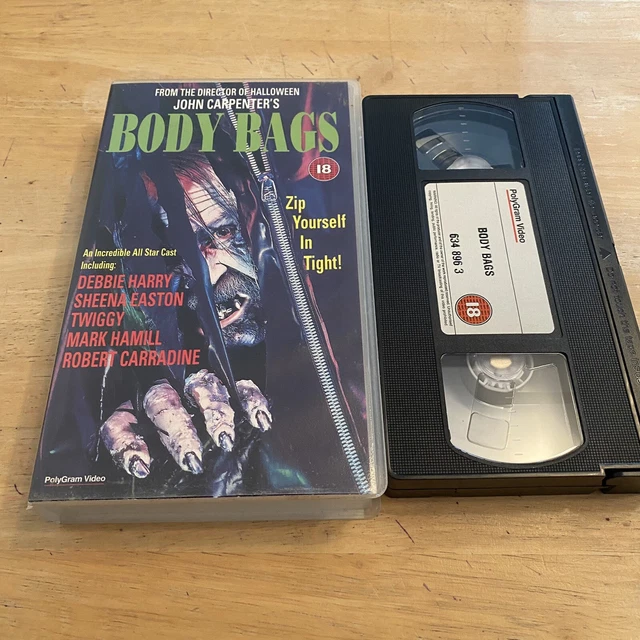 FROM THE DIRECTOR OF HALLOWEEN
JOHN CARPENTER'S
BODY BAGS
18
Zip
Yourself
In
Tight!
An Incredible All Star Cast
Including:
DEBBIE HARRY
SHEENA EASTON
TWIGGY
MARK HAMILL
ROBERT CARRADINE
PolyGram Video
PolyGram Video
BODY BAGS
634 696 3
18